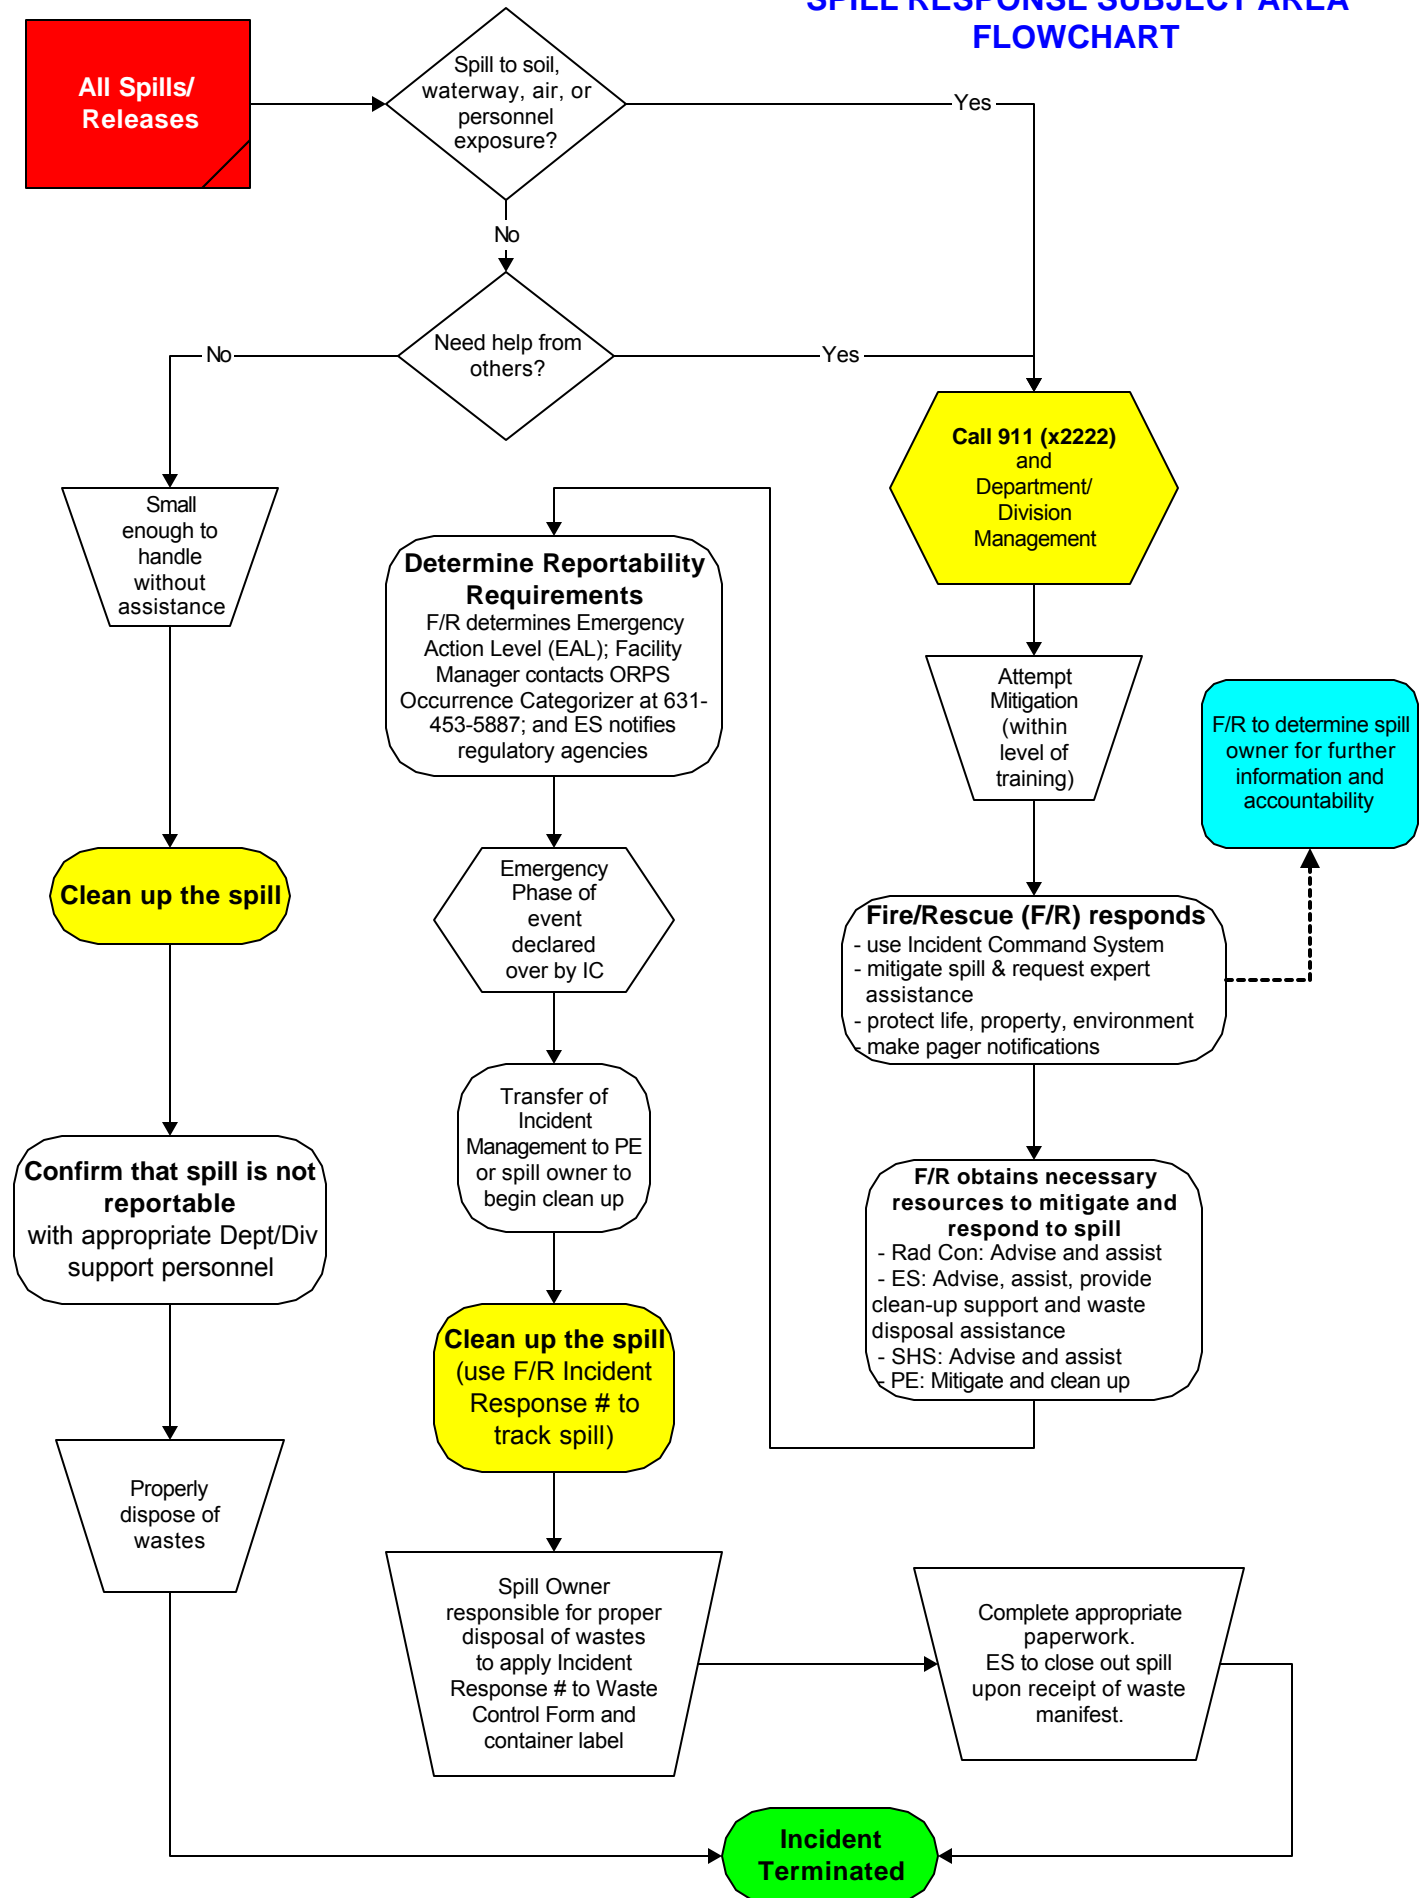 SPILL RESPONSE SUBJECT AREA
FLOWCHART
All Spills/
Releases
Spill to soil,
waterway, air, or
personnel
exposure?
Yes
No
Need help from
others?
No
Yes
Call 911 (x2222)
and
Department/
Division
Management
Small
enough to
handle
without
assistance
Determine Reportability
Requirements
F/R determines Emergency
Action Level (EAL); Facility
Manager contacts ORPS
Occurrence Categorizer at 631-
453-5887; and ES notifies
regulatory agencies
Attempt
Mitigation
(within
level of
training)
F/R to determine spill
owner for further
information and
accountability
Clean up the spill
Emergency
Phase of
event
declared
over by IC
Fire/Rescue (F/R) responds
- use Incident Command System
- mitigate spill & request expert
assistance
- protect life, property, environment
- make pager notifications
Transfer of
Incident
Management to PE
or spill owner to
begin clean up
Confirm that spill is not
reportable
with appropriate Dept/Div
support personnel
F/R obtains necessary
resources to mitigate and
respond to spill
- Rad Con: Advise and assist
- ES: Advise, assist, provide
clean-up support and waste
disposal assistance
- SHS: Advise and assist
- PE: Mitigate and clean up
Clean up the spill
(use F/R Incident
Response # to
track spill)
Properly
dispose of
wastes
Spill Owner
responsible for proper
disposal of wastes
to apply Incident
Response # to Waste
Control Form and
container label
Complete appropriate
paperwork.
ES to close out spill
upon receipt of waste
manifest.
Incident
Terminated